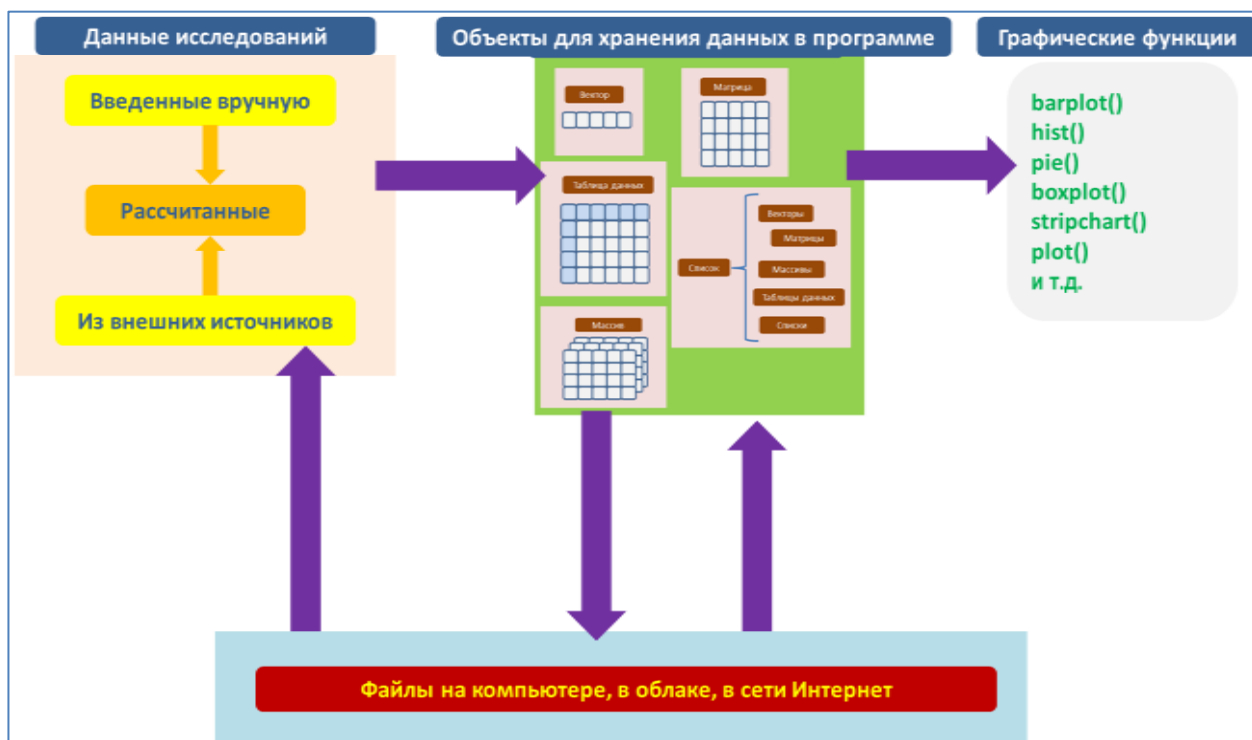 Данные исследований
Введенные вручную
Рассчитанные
Из внешних источников
Объекты для хранения данных в программе
Вектор
Матрица
Таблица данных
Список
Векторы
Матрицы
Массивы
Таблицы данных
Списки
Массив
Графические функции
barplot()
hist()
pie()
boxplot()
stripchart()
plot()
и т.д.
Файлы на компьютере, в облаке, в сети Интернет